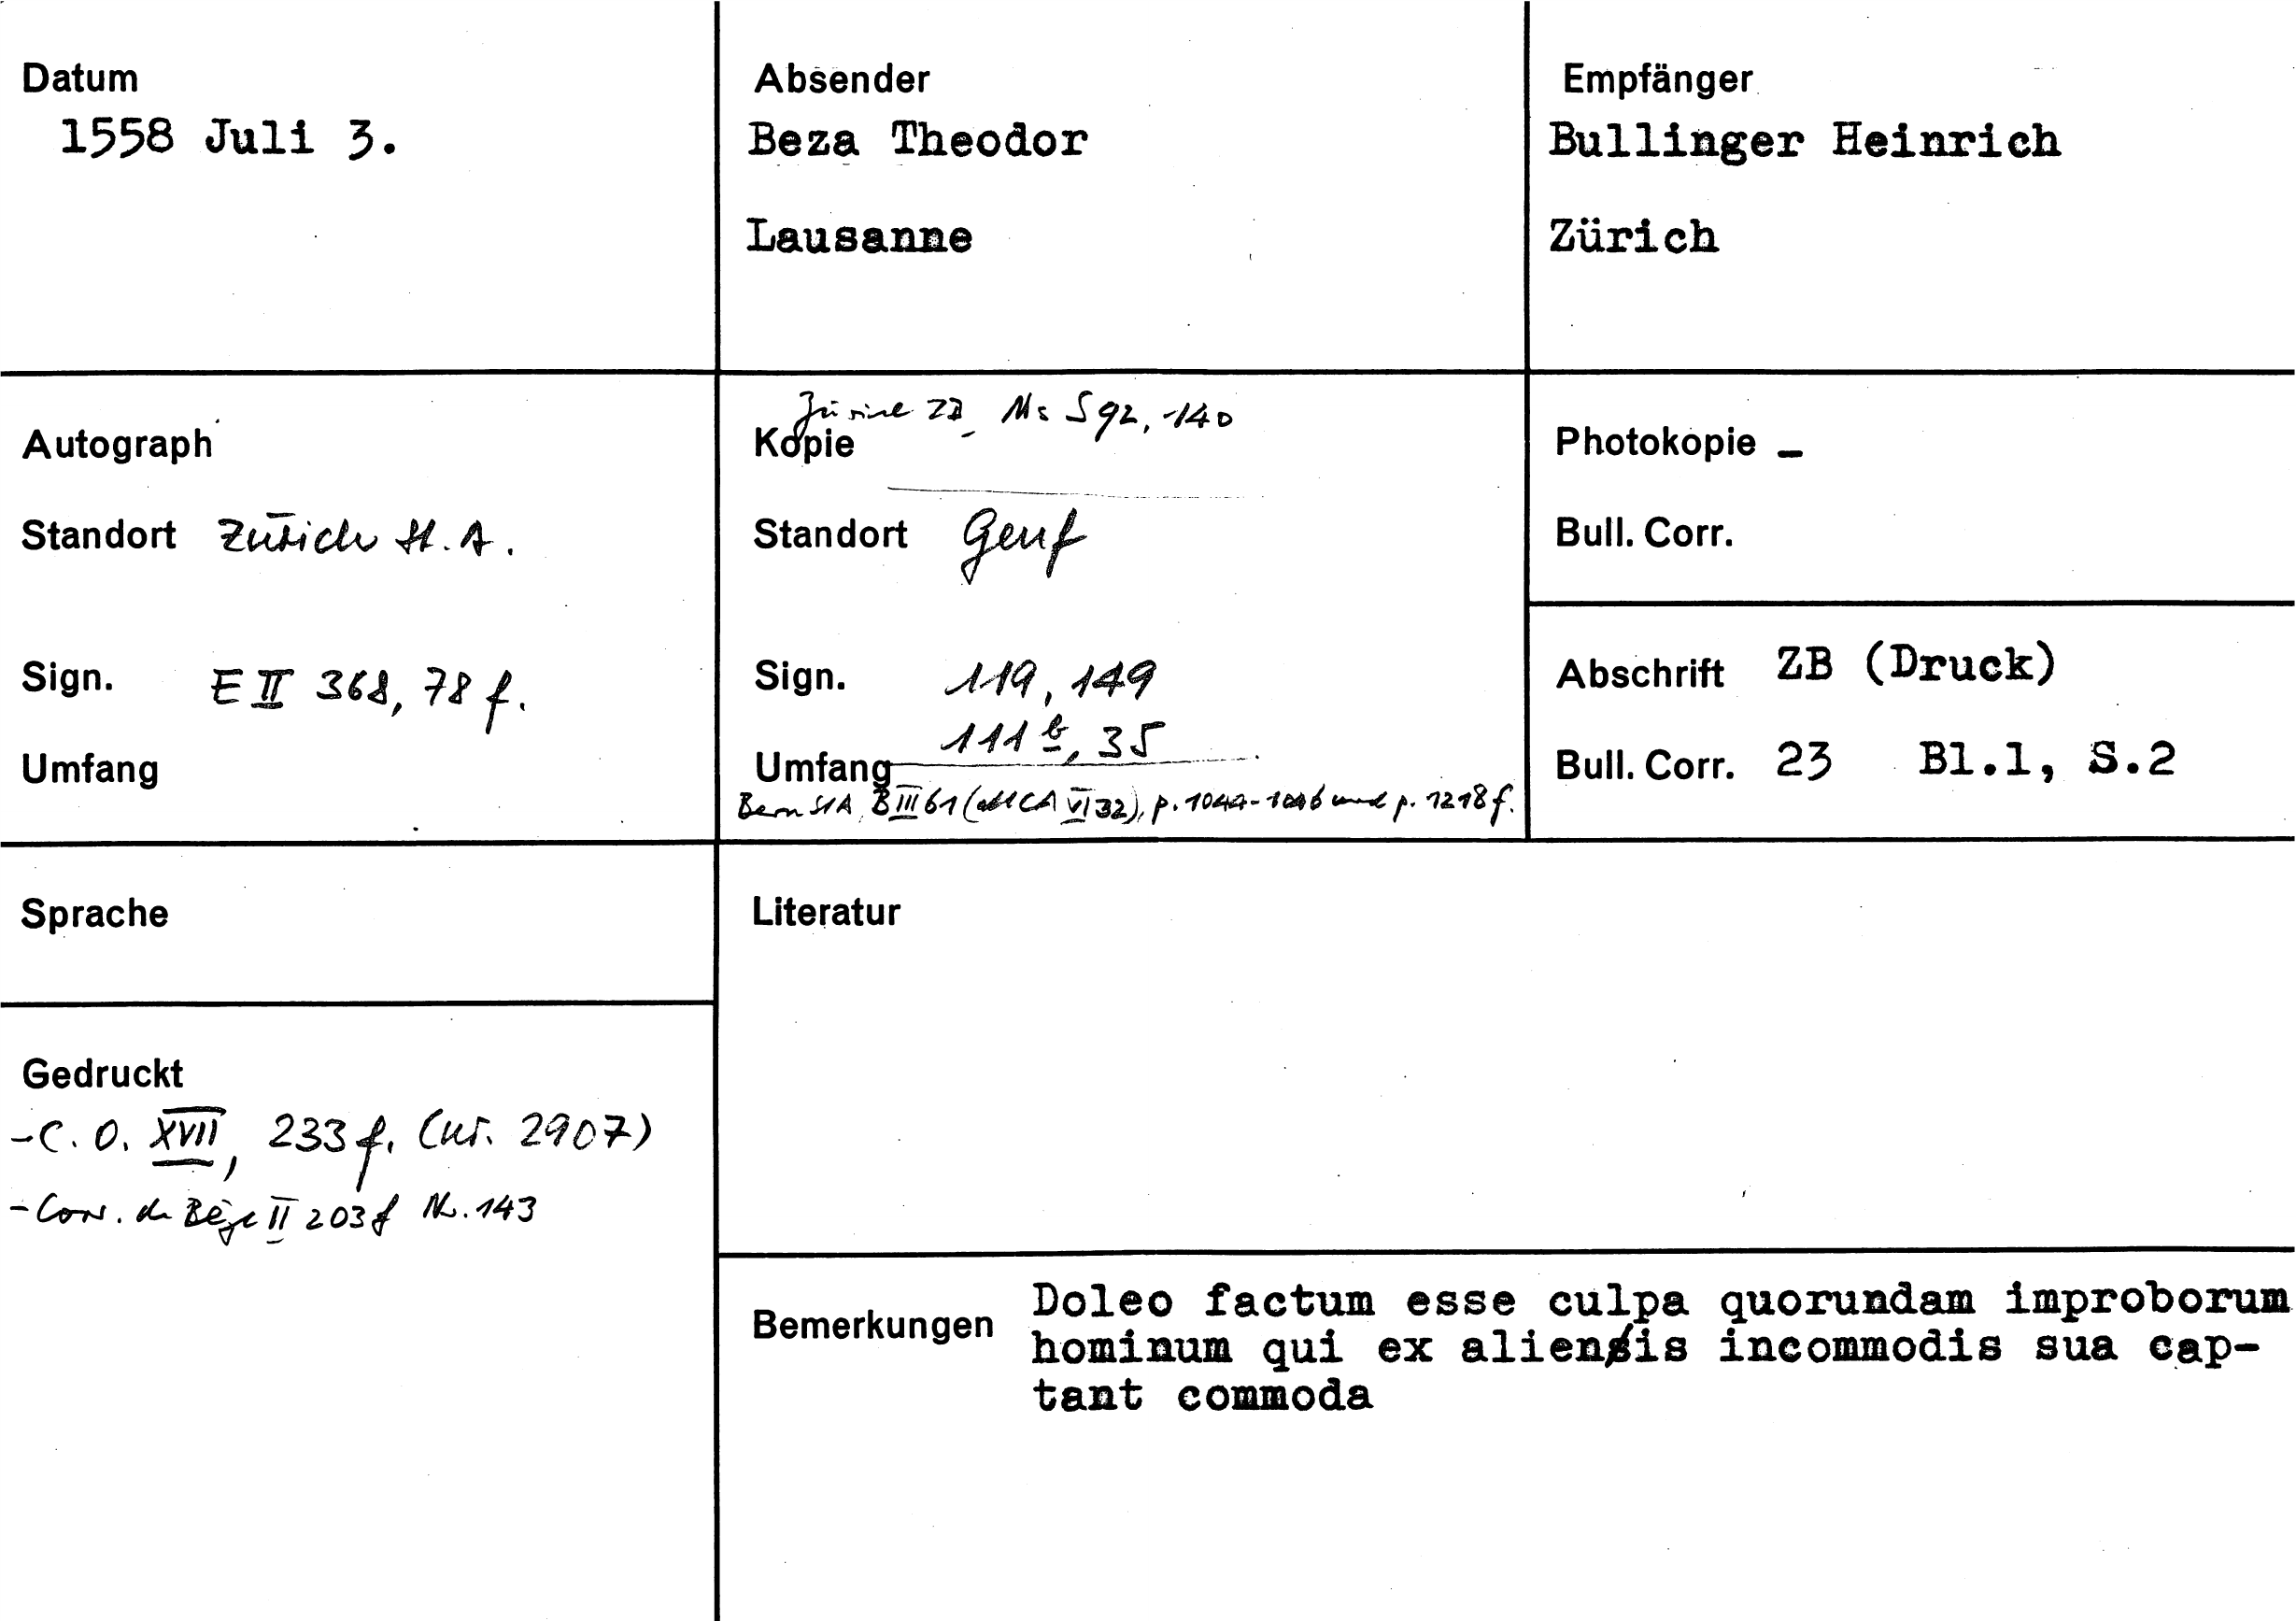 Datum
1558 Juli 3.
Absender
Beza Theodor
Lausanne
Empfänger
Bullinger Heinrich
Zürich
Autograph
Standort Zürich St.A.
Sign. E II 368, 78 f.
Umfang
Zürich ZB, Ms S 92, 140
Kopie
Standort Genf
Sign. 119, 149
111 b, 35
Umfang
Bern StA, B III 61 (alt CA VI 32), p. 1044-1046 und p. 1218 f.
Photokopie –
Bull. Corr.
Abschrift ZB (Druck)
Bull. Corr. 23 Bl.1, S.2
Sprache
Gedruckt
-C. O. XVII, 233 f. (nr. 2907)
-Corr. de Bèze II 203 f Nr. 143
Literatur
Bemerkungen
Doleo factum esse culpa quorundam improborum
hominum qui ex alienis incommodis sua cap-
tant commoda